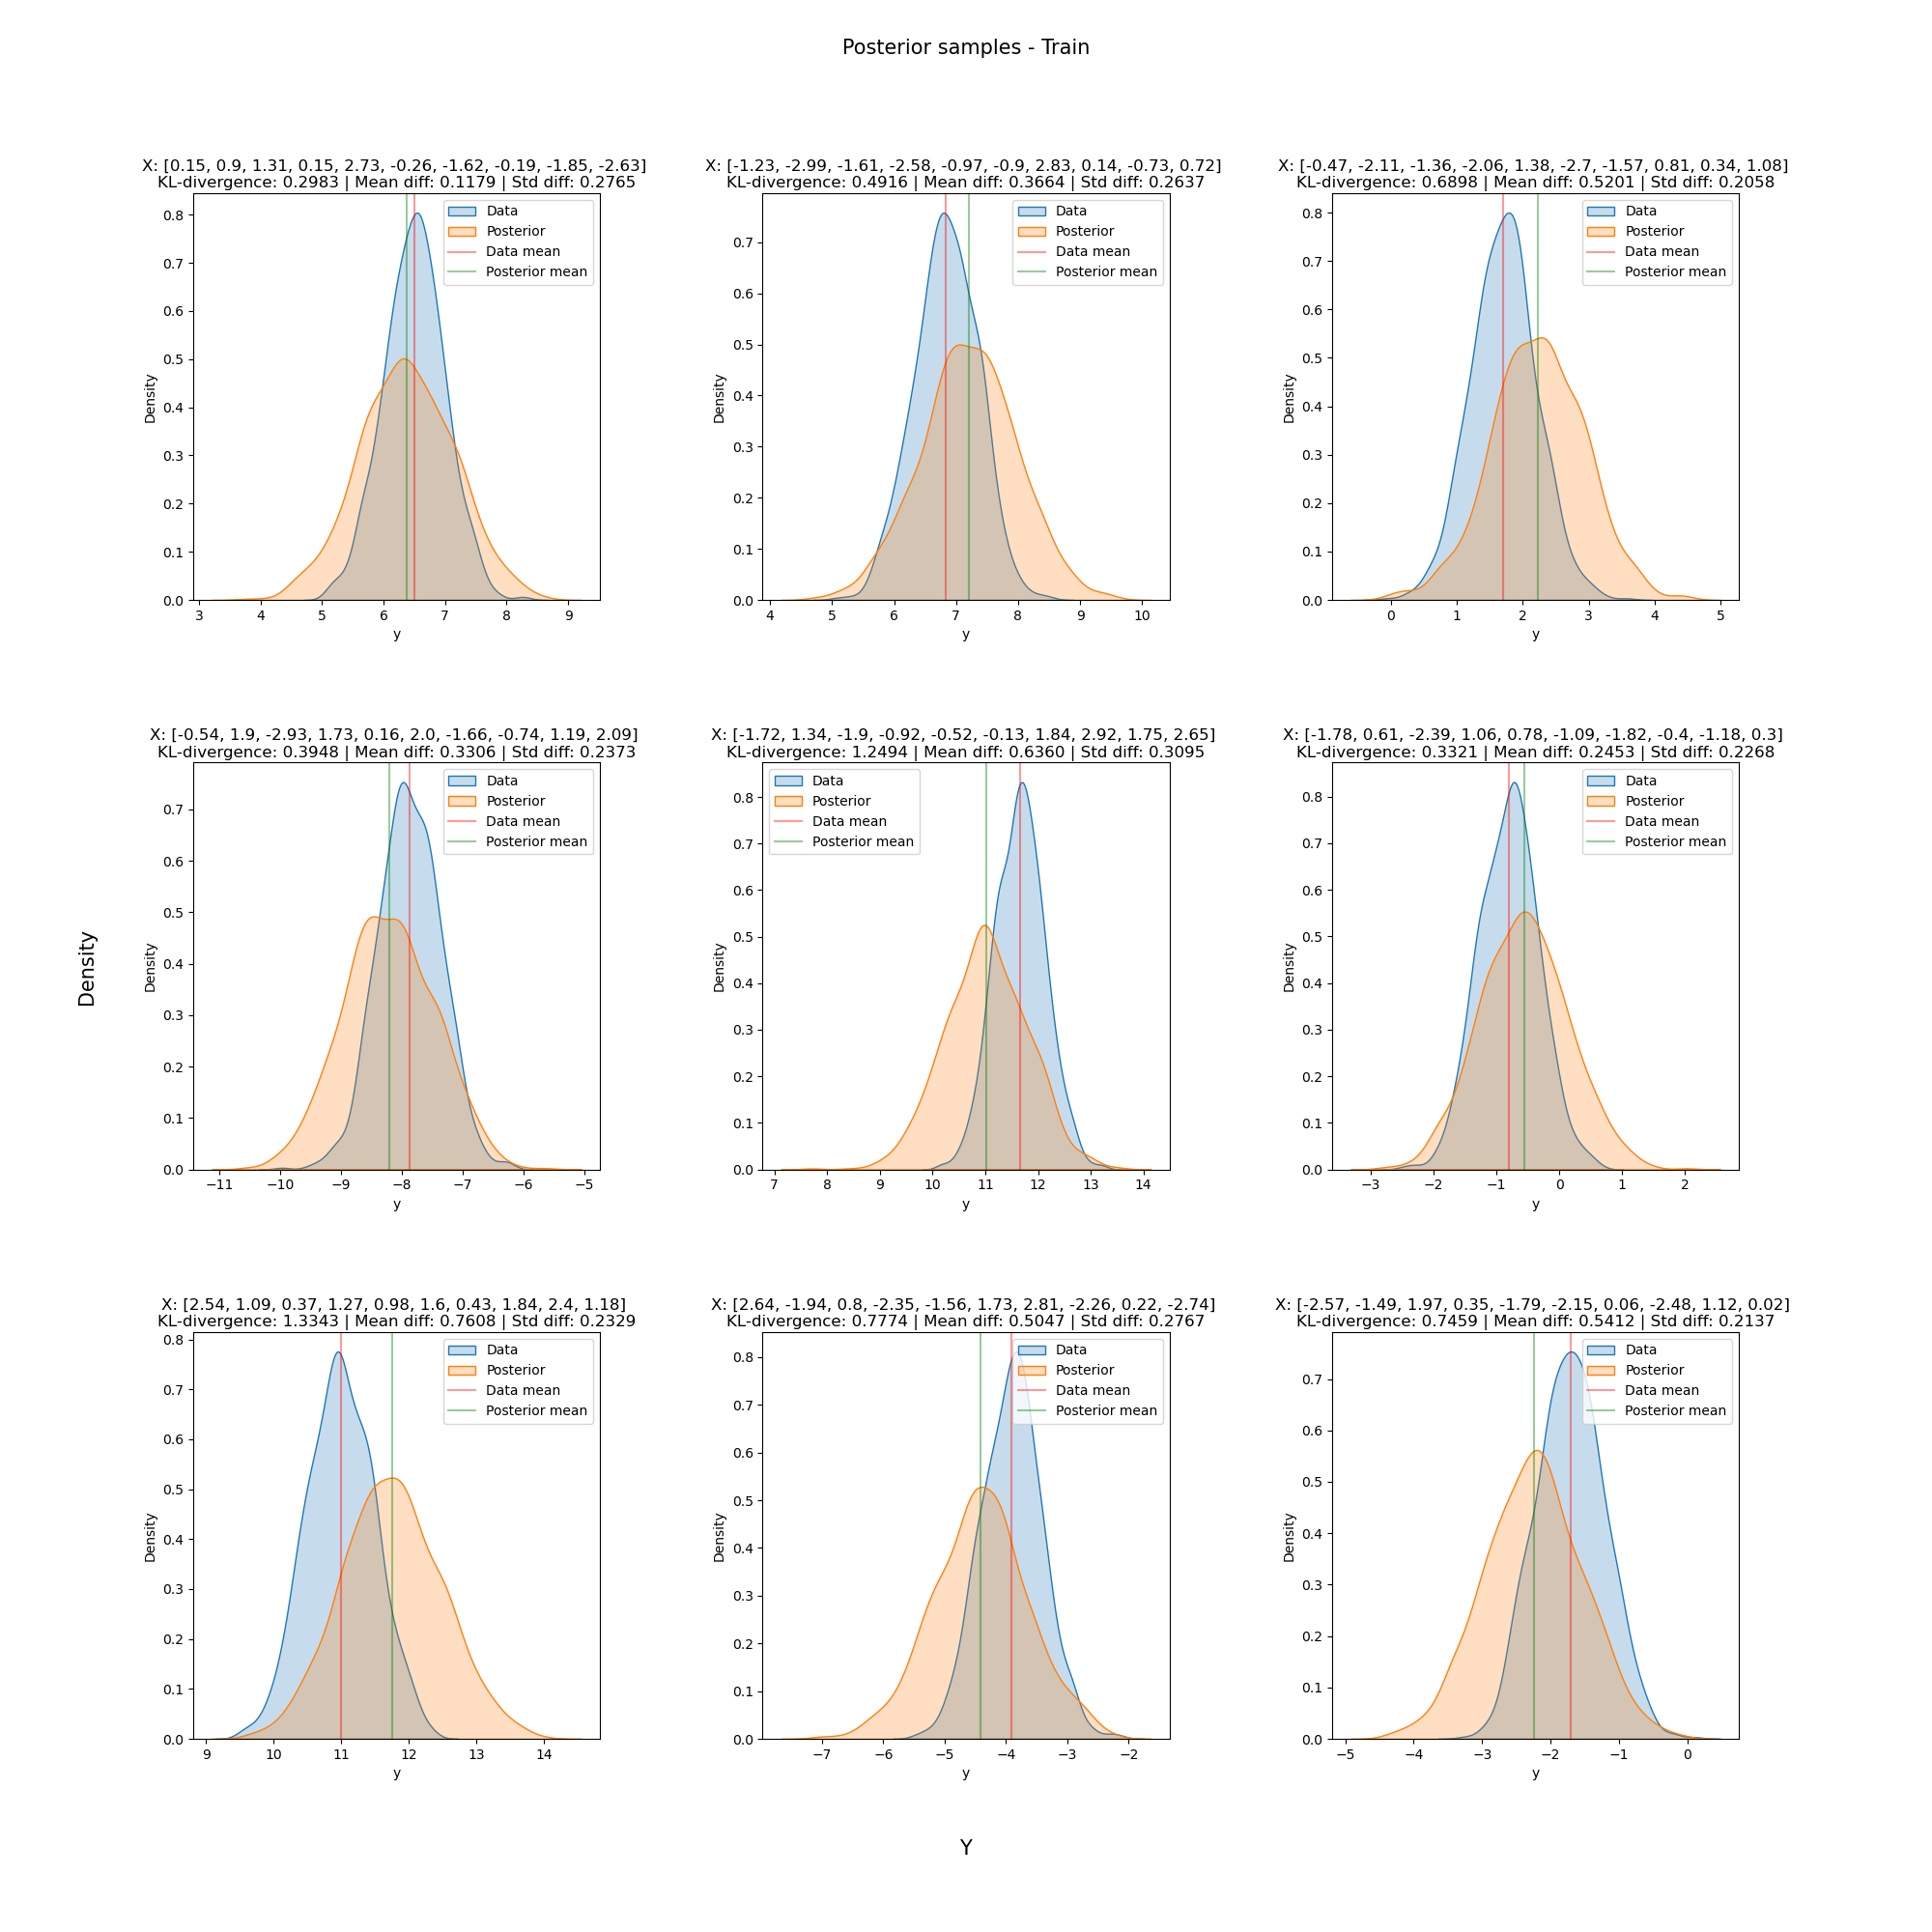 Posterior samples - Train
X: [0.15, 0.9, 1.31, 0.15, 2.73, -0.26, -1.62, -0.19, -1.85, -2.63]
KL-divergence: 0.2983 | Mean diff: 0.1179 | Std diff: 0.2765
Data
Posterior
Data mean
Posterior mean
0.8
0.7
0.6
0.5
0.4
0.3
0.2
0.1
0.0
Density
3 4 5 6 7 8 9
y
X: [-1.23, -2.99, -1.61, -2.58, -0.97, -0.9, 2.83, 0.14, -0.73, 0.72]
KL-divergence: 0.4916 | Mean diff: 0.3664 | Std diff: 0.2637
Data
Posterior
Data mean
Posterior mean
0.7
0.6
0.5
0.4
0.3
0.2
0.1
0.0
Density
4 5 6 7 8 9 10
y
X: [-0.47, -2.11, -1.36, -2.06, 1.38, -2.7, -1.57, 0.81, 0.34, 1.08]
KL-divergence: 0.6898 | Mean diff: 0.5201 | Std diff: 0.2058
Data
Posterior
Data mean
Posterior mean
0.8
0.7
0.6
0.5
0.4
0.3
0.2
0.1
0.0
Density
0 1 2 3 4 5
y
Density
X: [-0.54, 1.9, -2.93, 1.73, 0.16, 2.0, -1.66, -0.74, 1.19, 2.09]
KL-divergence: 0.3948 | Mean diff: 0.3306 | Std diff: 0.2373
Data
Posterior
Data mean
Posterior mean
0.7
0.6
0.5
0.4
0.3
0.2
0.1
0.0
Density
−11 −10 −9 −8 −7 −6 −5
y
X: [-1.72, 1.34, -1.9, -0.92, -0.52, -0.13, 1.84, 2.92, 1.75, 2.65]
KL-divergence: 1.2494 | Mean diff: 0.6360 | Std diff: 0.3095
Data
Posterior
Data mean
Posterior mean
0.8
0.7
0.6
0.5
0.4
0.3
0.2
0.1
0.0
Density
7 8 9 10 11 12 13 14
y
X: [-1.78, 0.61, -2.39, 1.06, 0.78, -1.09, -1.82, -0.4, -1.18, 0.3]
KL-divergence: 0.3321 | Mean diff: 0.2453 | Std diff: 0.2268
Data
Posterior
Data mean
Posterior mean
0.8
0.7
0.6
0.5
0.4
0.3
0.2
0.1
0.0
Density
−3 −2 −1 0 1 2
y
X: [2.54, 1.09, 0.37, 1.27, 0.98, 1.6, 0.43, 1.84, 2.4, 1.18]
KL-divergence: 1.3343 | Mean diff: 0.7608 | Std diff: 0.2329
Data
Posterior
Data mean
Posterior mean
0.8
0.7
0.6
0.5
0.4
0.3
0.2
0.1
0.0
Density
9 10 11 12 13 14
y
X: [2.64, -1.94, 0.8, -2.35, -1.56, 1.73, 2.81, -2.26, 0.22, -2.74]
KL-divergence: 0.7774 | Mean diff: 0.5047 | Std diff: 0.2767
Data
Posterior
Data mean
Posterior mean
0.8
0.7
0.6
0.5
0.4
0.3
0.2
0.1
0.0
Density
−7 −6 −5 −4 −3 −2
y
X: [-2.57, -1.49, 1.97, 0.35, -1.79, -2.15, 0.06, -2.48, 1.12, 0.02]
KL-divergence: 0.7459 | Mean diff: 0.5412 | Std diff: 0.2137
Data
Posterior
Data mean
Posterior mean
0.7
0.6
0.5
0.4
0.3
0.2
0.1
0.0
Density
−5 −4 −3 −2 −1 0
y
Y